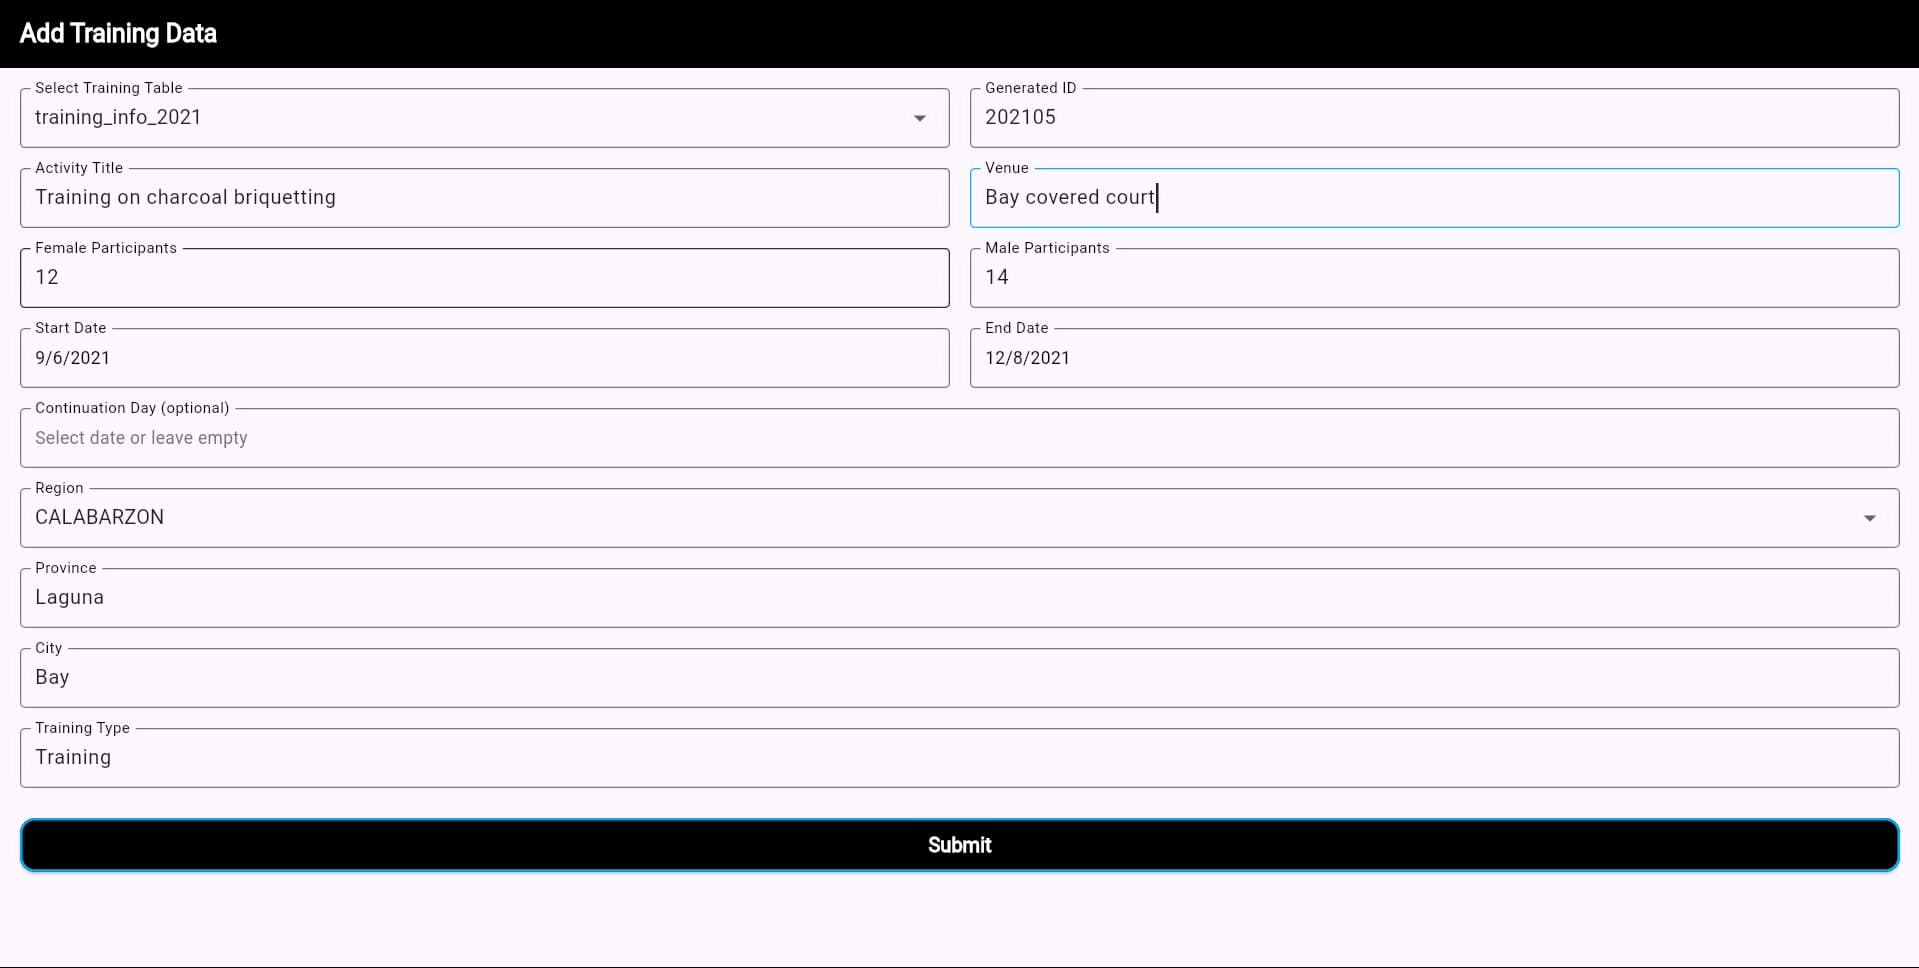 Add Training Data
Select Training Table
training_info_2021
Generated ID
202105
Activity Title
Training on charcoal briquetting
Venue
Bay covered court
Female Participants
12
Male Participants
14
Start Date
9/6/2021
End Date
12/8/2021
Continuation Day (optional)
Select date or leave empty
Region
CALABARZON
Province
Laguna
City
Bay
Training Type
Training
Submit